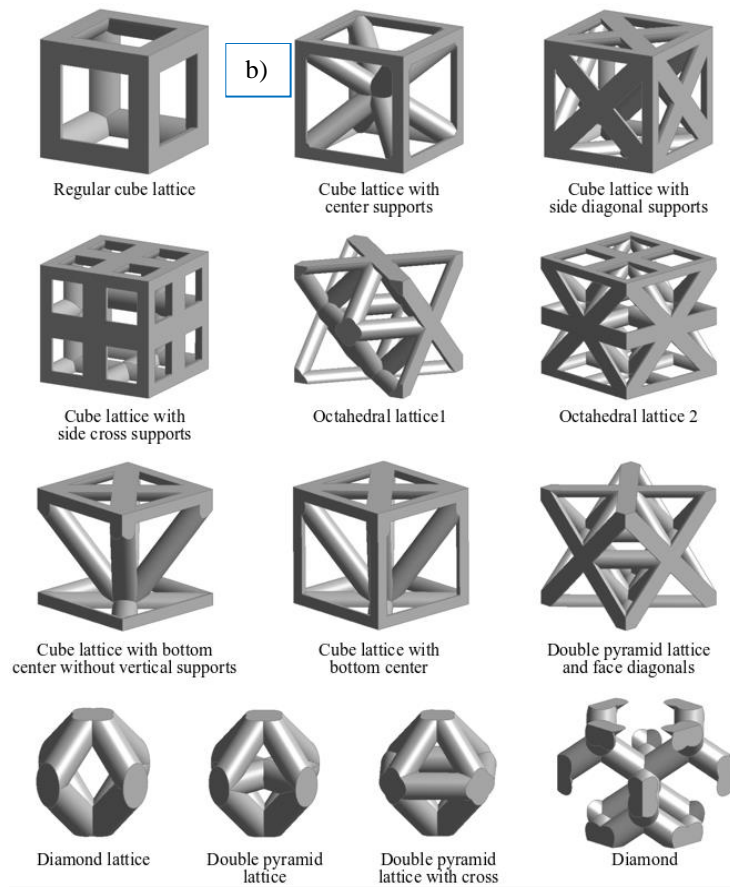 b)
Regular cube lattice
Cube lattice with
center supports
Cube lattice with
side diagonal supports
Cube lattice with
side cross supports
Octahedral lattice1
Octahedral lattice 2
Cube lattice with bottom
center without vertical supports
Cube lattice with
bottom center
Double pyramid lattice
and face diagonals
Diamond lattice
Double pyramid
lattice
Double pyramid
lattice with cross
Diamond